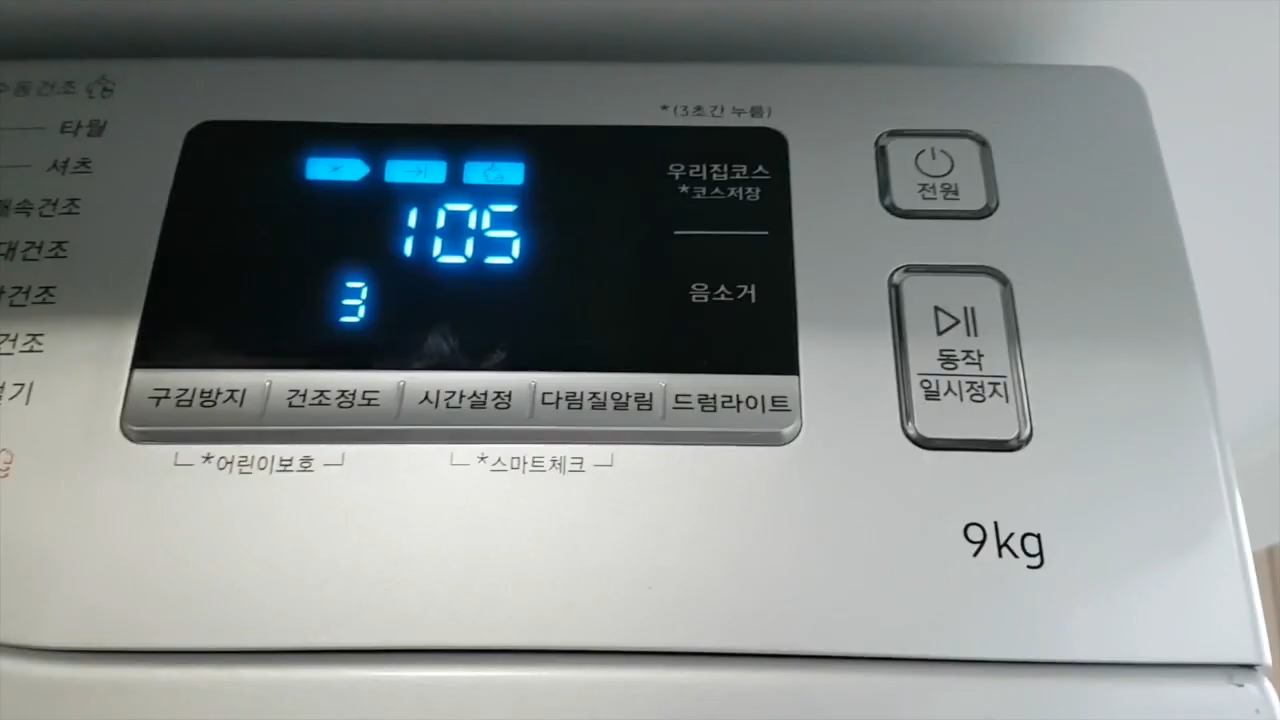 타월
셔츠
*(3초간 누름)
우리집코스
*코스저장
105
3
음소거
전원
동작
일시정지
구김방지
건조정도
시간설정
다림질알림
드럼라이트
*어린이보호
*스마트체크
9kg